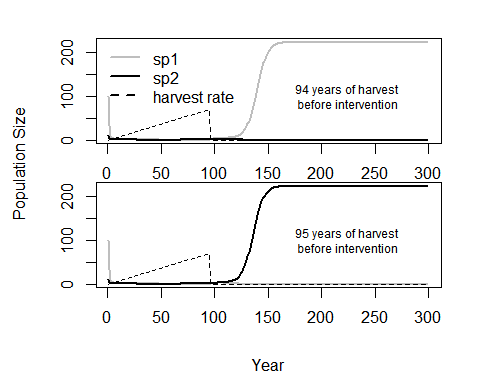 200
100
0
sp1
sp2
harvest rate
94 years of harvest
before intervention
0 50 100 150 200 250 300
Population Size
200
100
0
95 years of harvest
before intervention
0 50 100 150 200 250 300
Year